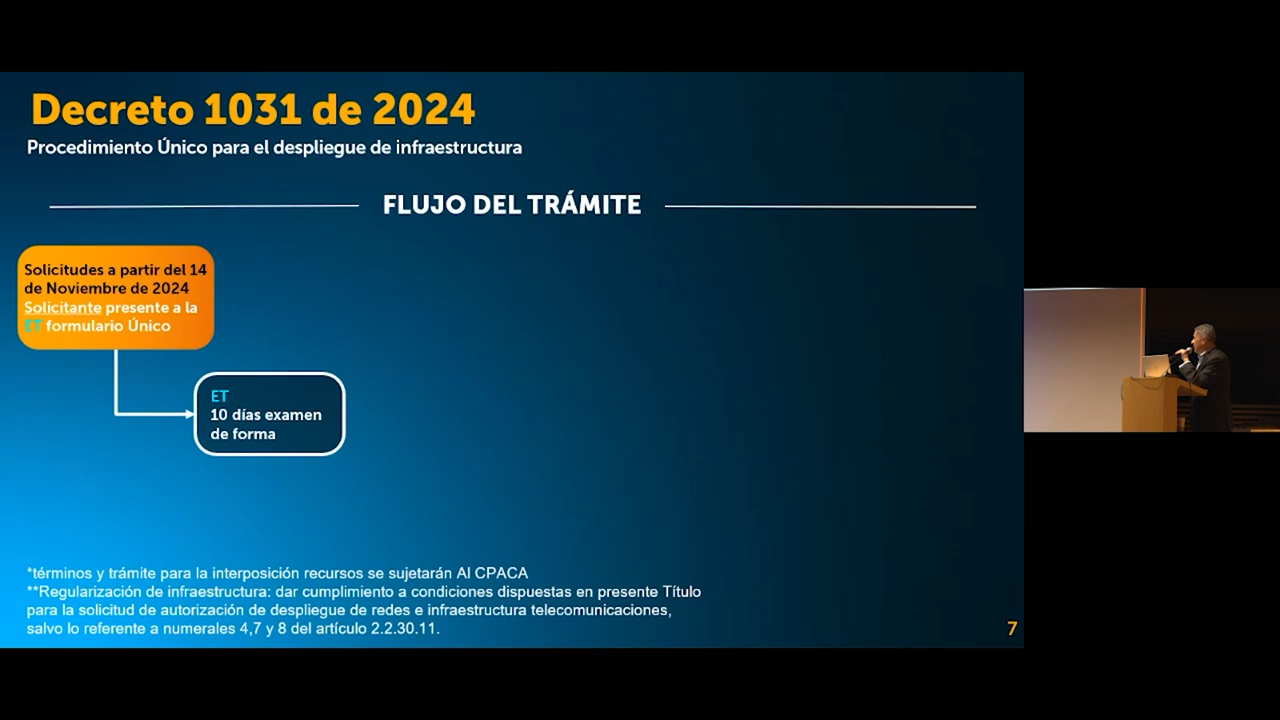 Decreto 1031 de 2024
Procedimiento Único para el despliegue de infraestructura
FLUJO DEL TRÁMITE
Solicitudes a partir del 14
de Noviembre de 2024
Solicitante presente a la
ET formulario Único
ET
10 días examen
de forma
*términos y trámite para la interposición recursos se sujetarán Al CPACA
**Regularización de infraestructura: dar cumplimiento a condiciones dispuestas en presente Título
para la solicitud de autorización de despliegue de redes e infraestructura telecomunicaciones,
salvo lo referente a numerales 4,7 y 8 del artículo 2.2.30.11.
7